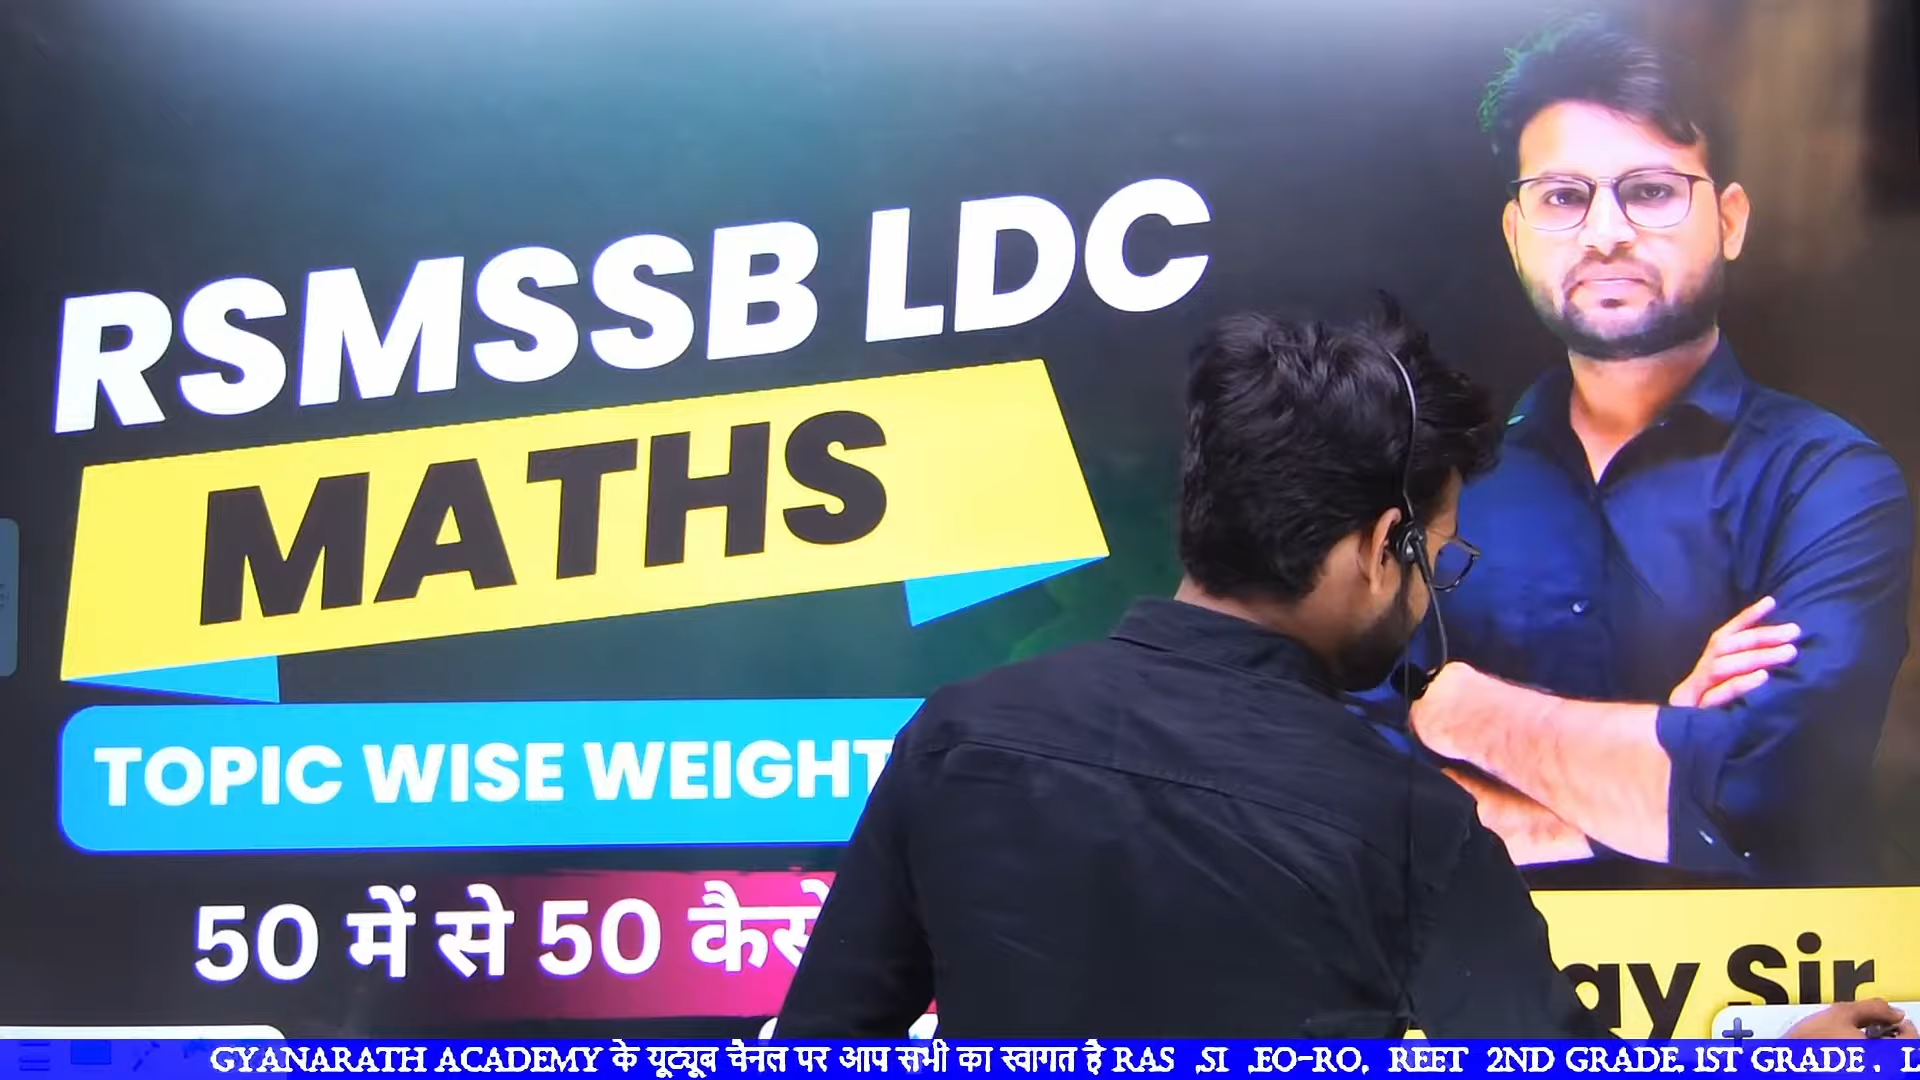 RSMSSB LDC
MATHS
TOPIC WISE WEIGHT
50 में से 50 कैसे
ay Sir
GYANARATH ACADEMY के यूट्यूब चैनल पर आप सभी का स्वागत है RAS ,SI ,EO-RO, REET 2ND GRADE, 1ST GRADE , L